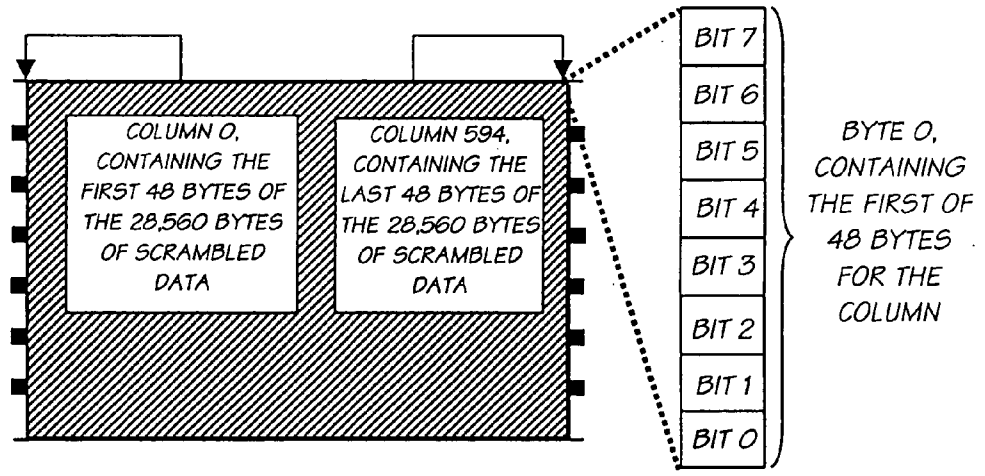 COLUMN 0,
CONTAINING THE
FIRST 48 BYTES OF
THE 28,560 BYTES
OF SCRAMBLED
DATA
COLUMN 594,
CONTAINING THE
LAST 48 BYTES OF
THE 28,560 BYTES
OF SCRAMBLED
DATA
BIT 7
BIT 6
BIT 5
BIT 4
BIT 3
BIT 2
BIT 1
BIT 0
BYTE 0,
CONTAINING
THE FIRST OF
48 BYTES
FOR THE
COLUMN